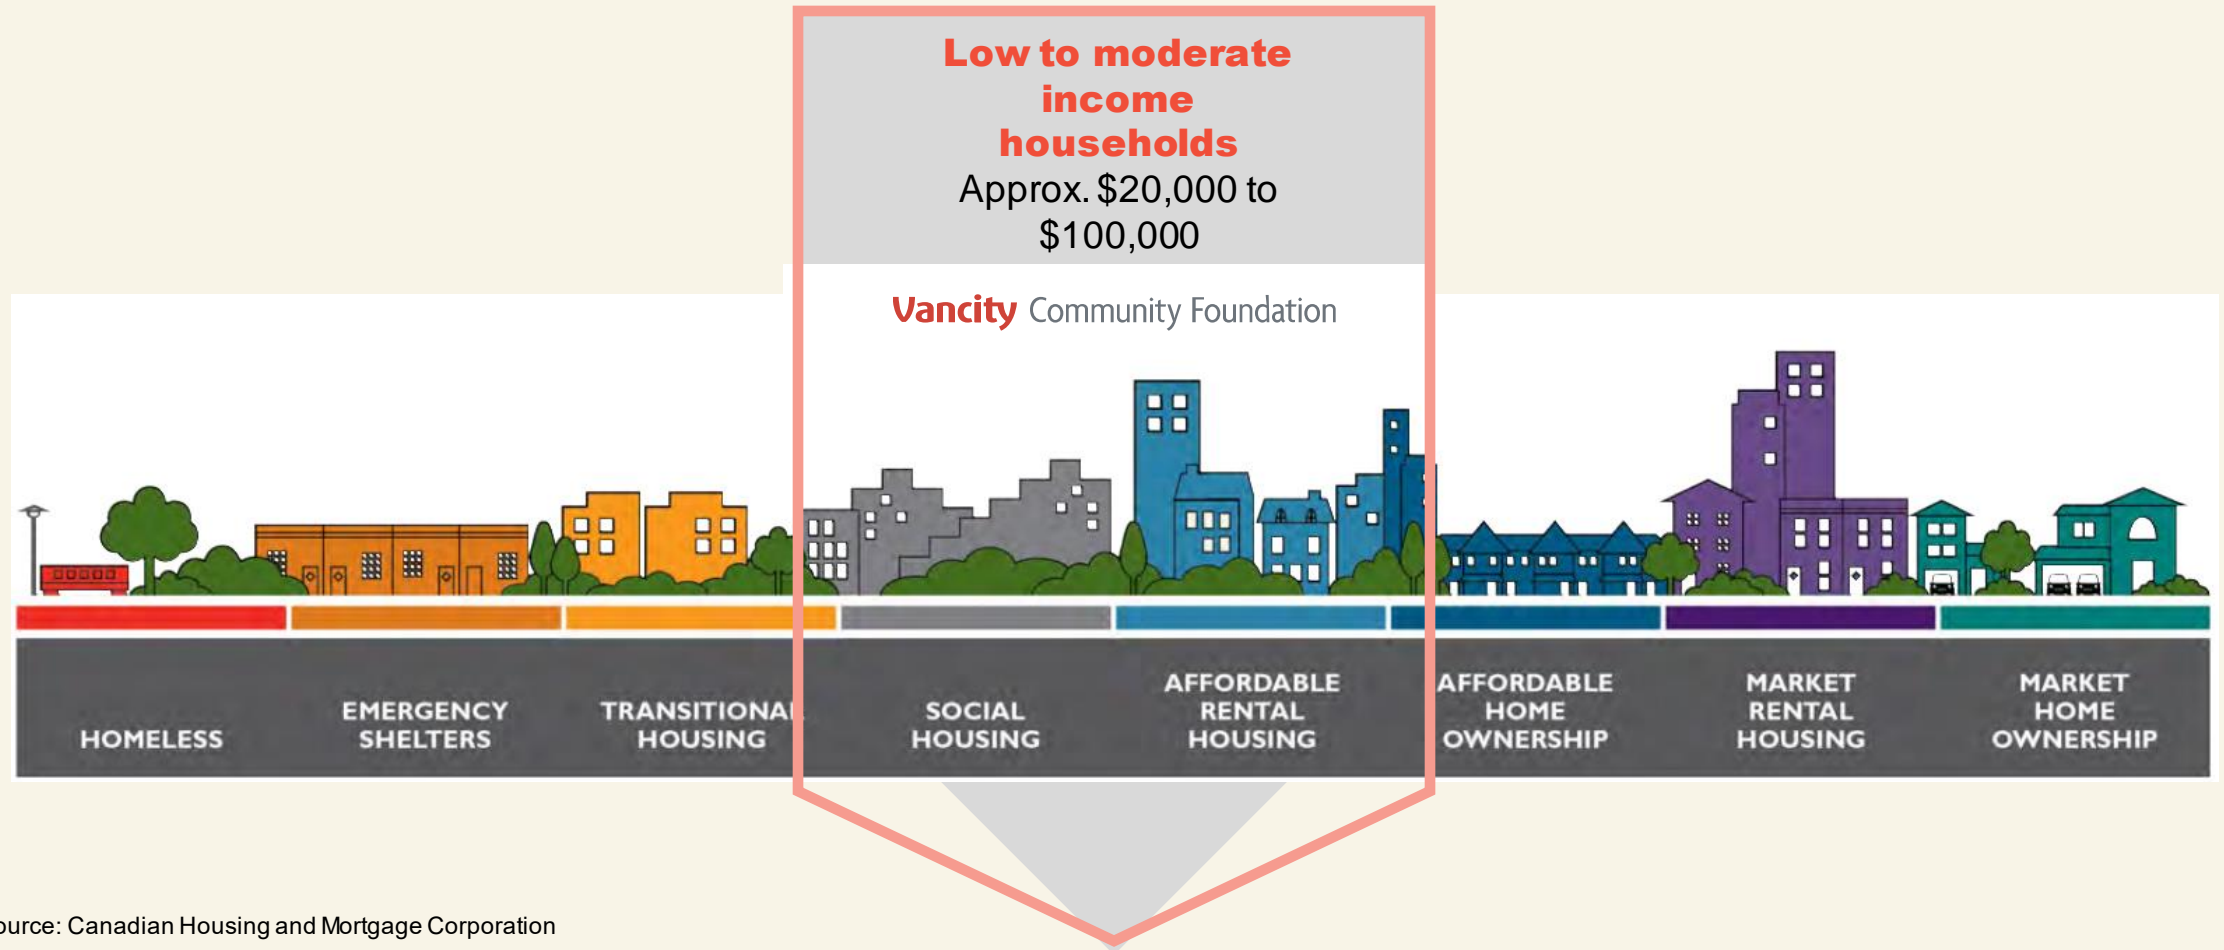 Low to moderate
income
households
Approx. $20,000 to
$100,000
Vancity Community Foundation
HOMELESS
EMERGENCY
SHELTERS
TRANSITIONAL
HOUSING
SOCIAL
HOUSING
AFFORDABLE
RENTAL
HOUSING
AFFORDABLE
HOME
OWNERSHIP
MARKET
RENTAL
HOUSING
MARKET
HOME
OWNERSHIP
ource: Canadian Housing and Mortgage Corporation